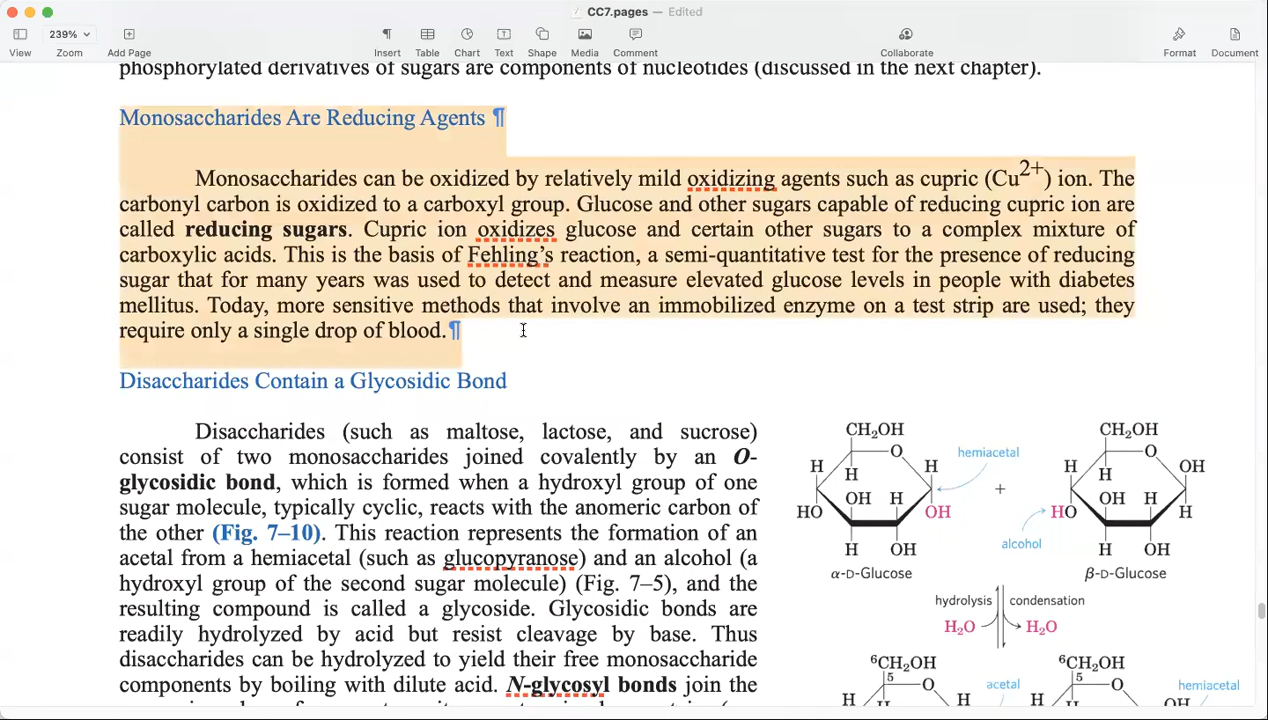 CC7.pages — Edited
239%
View
Zoom
Add Page
Insert
Table
Chart
Text
Shape
Media
Comment
Collaborate
Format
Document
phosphorylated derivatives of sugars are components of nucleotides (discussed in the next chapter).
Monosaccharides Are Reducing Agents ¶
Monosaccharides can be oxidized by relatively mild oxidizing agents such as cupric (Cu2+) ion. The
carbonyl carbon is oxidized to a carboxyl group. Glucose and other sugars capable of reducing cupric ion are
called reducing sugars. Cupric ion oxidizes glucose and certain other sugars to a complex mixture of
carboxylic acids. This is the basis of Fehling’s reaction, a semi-quantitative test for the presence of reducing
sugar that for many years was used to detect and measure elevated glucose levels in people with diabetes
mellitus. Today, more sensitive methods that involve an immobilized enzyme on a test strip are used; they
require only a single drop of blood.¶
Disaccharides Contain a Glycosidic Bond
Disaccharides (such as maltose, lactose, and sucrose)
consist of two monosaccharides joined covalently by an O-
glycosidic bond, which is formed when a hydroxyl group of one
sugar molecule, typically cyclic, reacts with the anomeric carbon of
the other (Fig. 7–10). This reaction represents the formation of an
acetal from a hemiacetal (such as glucopyranose) and an alcohol (a
hydroxyl group of the second sugar molecule) (Fig. 7–5), and the
resulting compound is called a glycoside. Glycosidic bonds are
readily hydrolyzed by acid but resist cleavage by base. Thus
disaccharides can be hydrolyzed to yield their free monosaccharide
components by boiling with dilute acid. N-glycosyl bonds join the
CH2OH CH2OH
O hemiacetal O
H H H OH
H H
OH H + OH H
HO OH HO H
alcohol
H OH H OH
α-D-Glucose β-D-Glucose
hydrolysis condensation
H2O H2O
6CH2OH 6CH2OH
5 O acetal 5 O hemiacetal
H H H OH